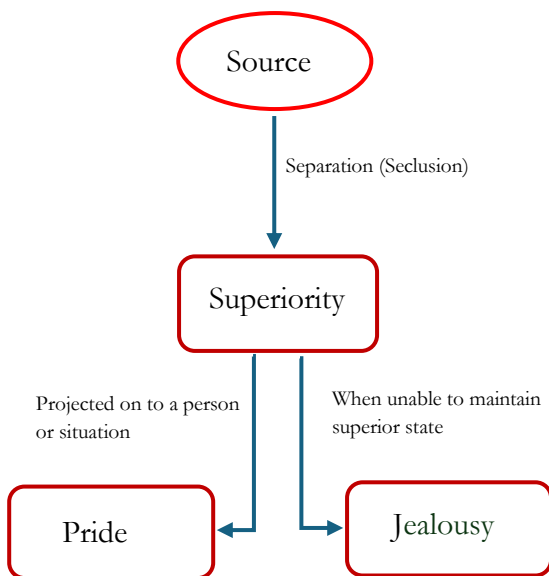 Source
Separation (Seclusion)
Superiority
Projected on to a person
or situation
When unable to maintain
superior state
Pride
Jealousy